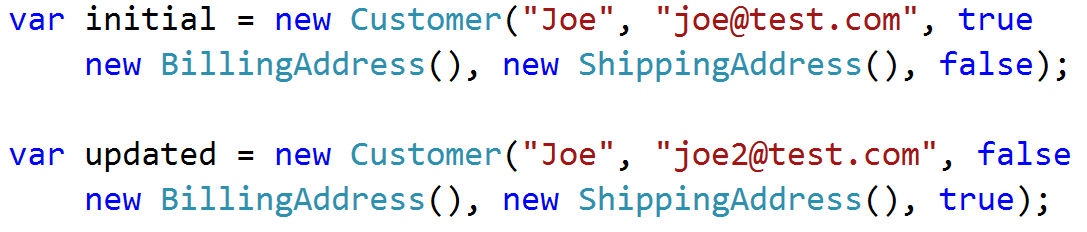 var initial = new Customer("Joe", "joe@test.com", true
new BillingAddress(), new ShippingAddress(), false);
var updated = new Customer("Joe", "joe2@test.com", false
new BillingAddress(), new ShippingAddress(), true);